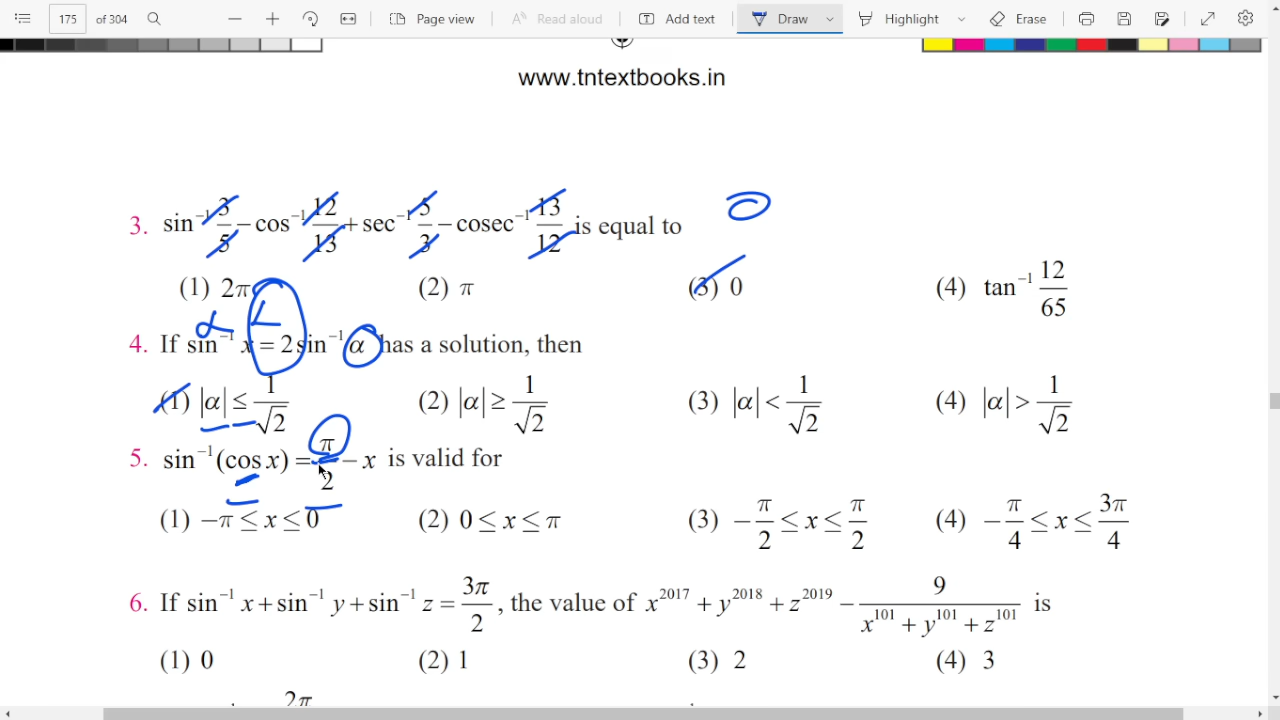 175 of 304 Page view Read aloud Add text Draw Highlight Erase
www.tntextbooks.in
3. sin⁻¹ 3/5 − cos⁻¹ 12/13 + sec⁻¹ 5/3 − cosec⁻¹ 13/12 is equal to 0
(1) 2π (2) π (3) 0 (4) tan⁻¹ 12/65
α L
4. If sin⁻¹ x = 2sin⁻¹ α has a solution, then
(1) |α| ≤ 1/√2 (2) |α| ≥ 1/√2 (3) |α| < 1/√2 (4) |α| > 1/√2
5. sin⁻¹(cos x) = π/2 − x is valid for
(1) −π ≤ x ≤ 0 (2) 0 ≤ x ≤ π (3) −π/2 ≤ x ≤ π/2 (4) −π/4 ≤ x ≤ 3π/4
6. If sin⁻¹ x + sin⁻¹ y + sin⁻¹ z = 3π/2, the value of x²⁰¹⁷ + y²⁰¹⁸ + z²⁰¹⁹ − 9/(x¹⁰¹ + y¹⁰¹ + z¹⁰¹) is
(1) 0 (2) 1 (3) 2 (4) 3
2π